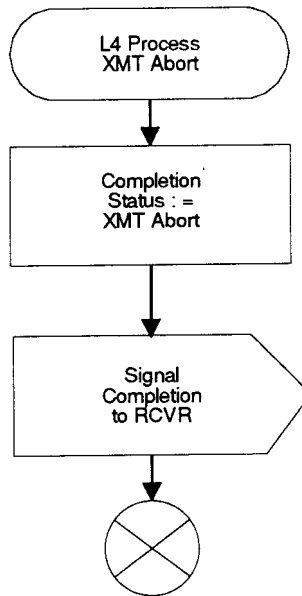 L4 Process
XMT Abort
Completion
Status : =
XMT Abort
Signal
Completion
to RCVR